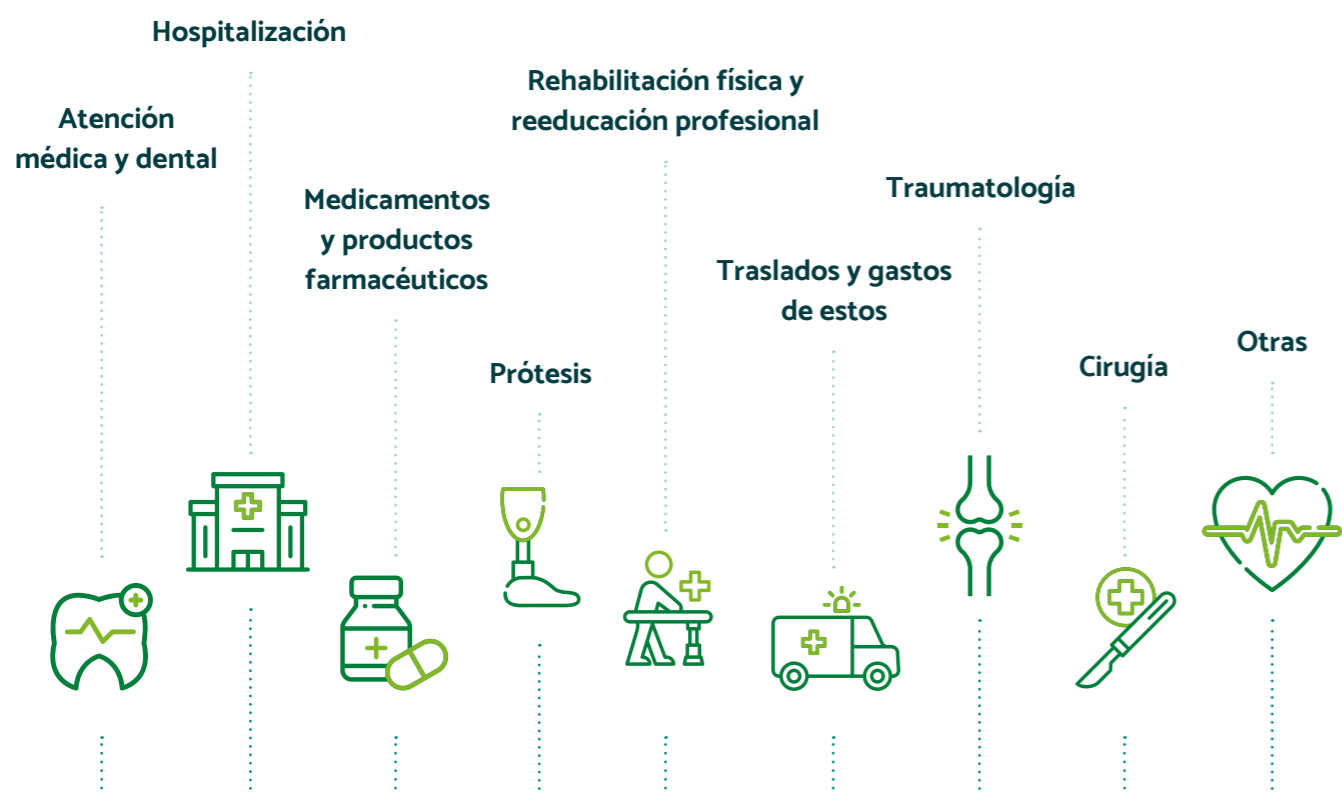 Hospitalización
Atención
médica y dental
Medicamentos
y productos
farmacéuticos
Prótesis
Rehabilitación física y
reeducación profesional
Traslados y gastos
de estos
Traumatología
Cirugía
Otras